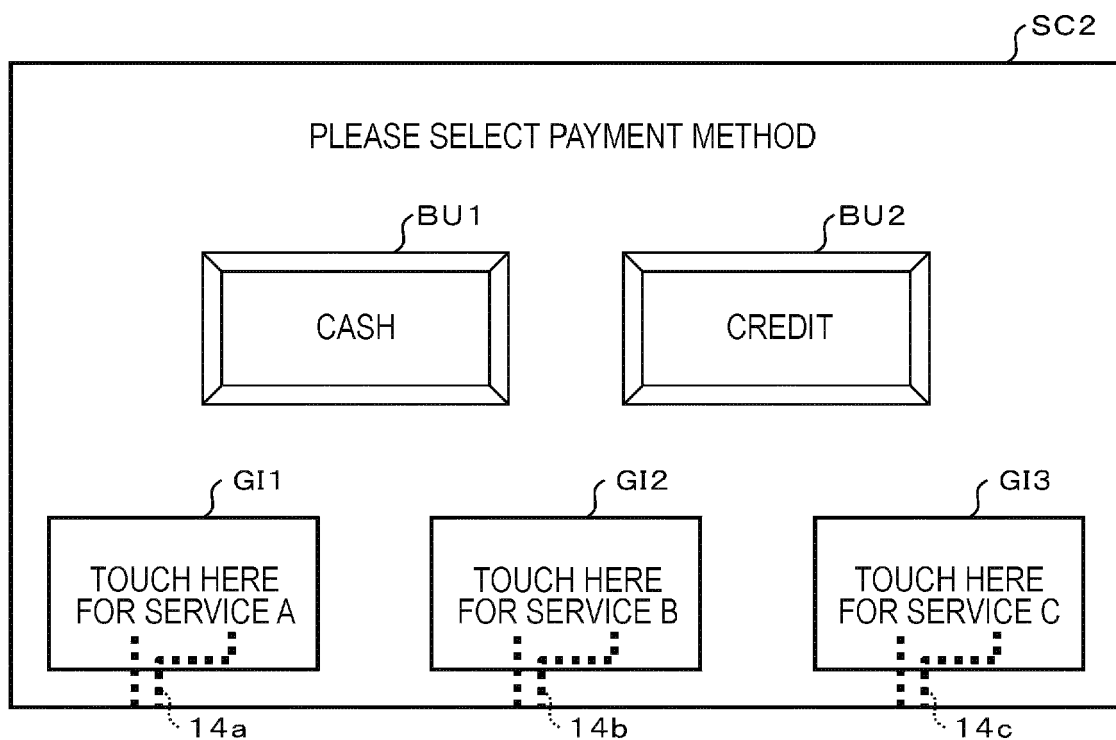 SC2
PLEASE SELECT PAYMENT METHOD
BU1
BU2
CASH
CREDIT
GI1
GI2
GI3
TOUCH HERE
FOR SERVICE A
TOUCH HERE
FOR SERVICE B
TOUCH HERE
FOR SERVICE C
14a
14b
14c